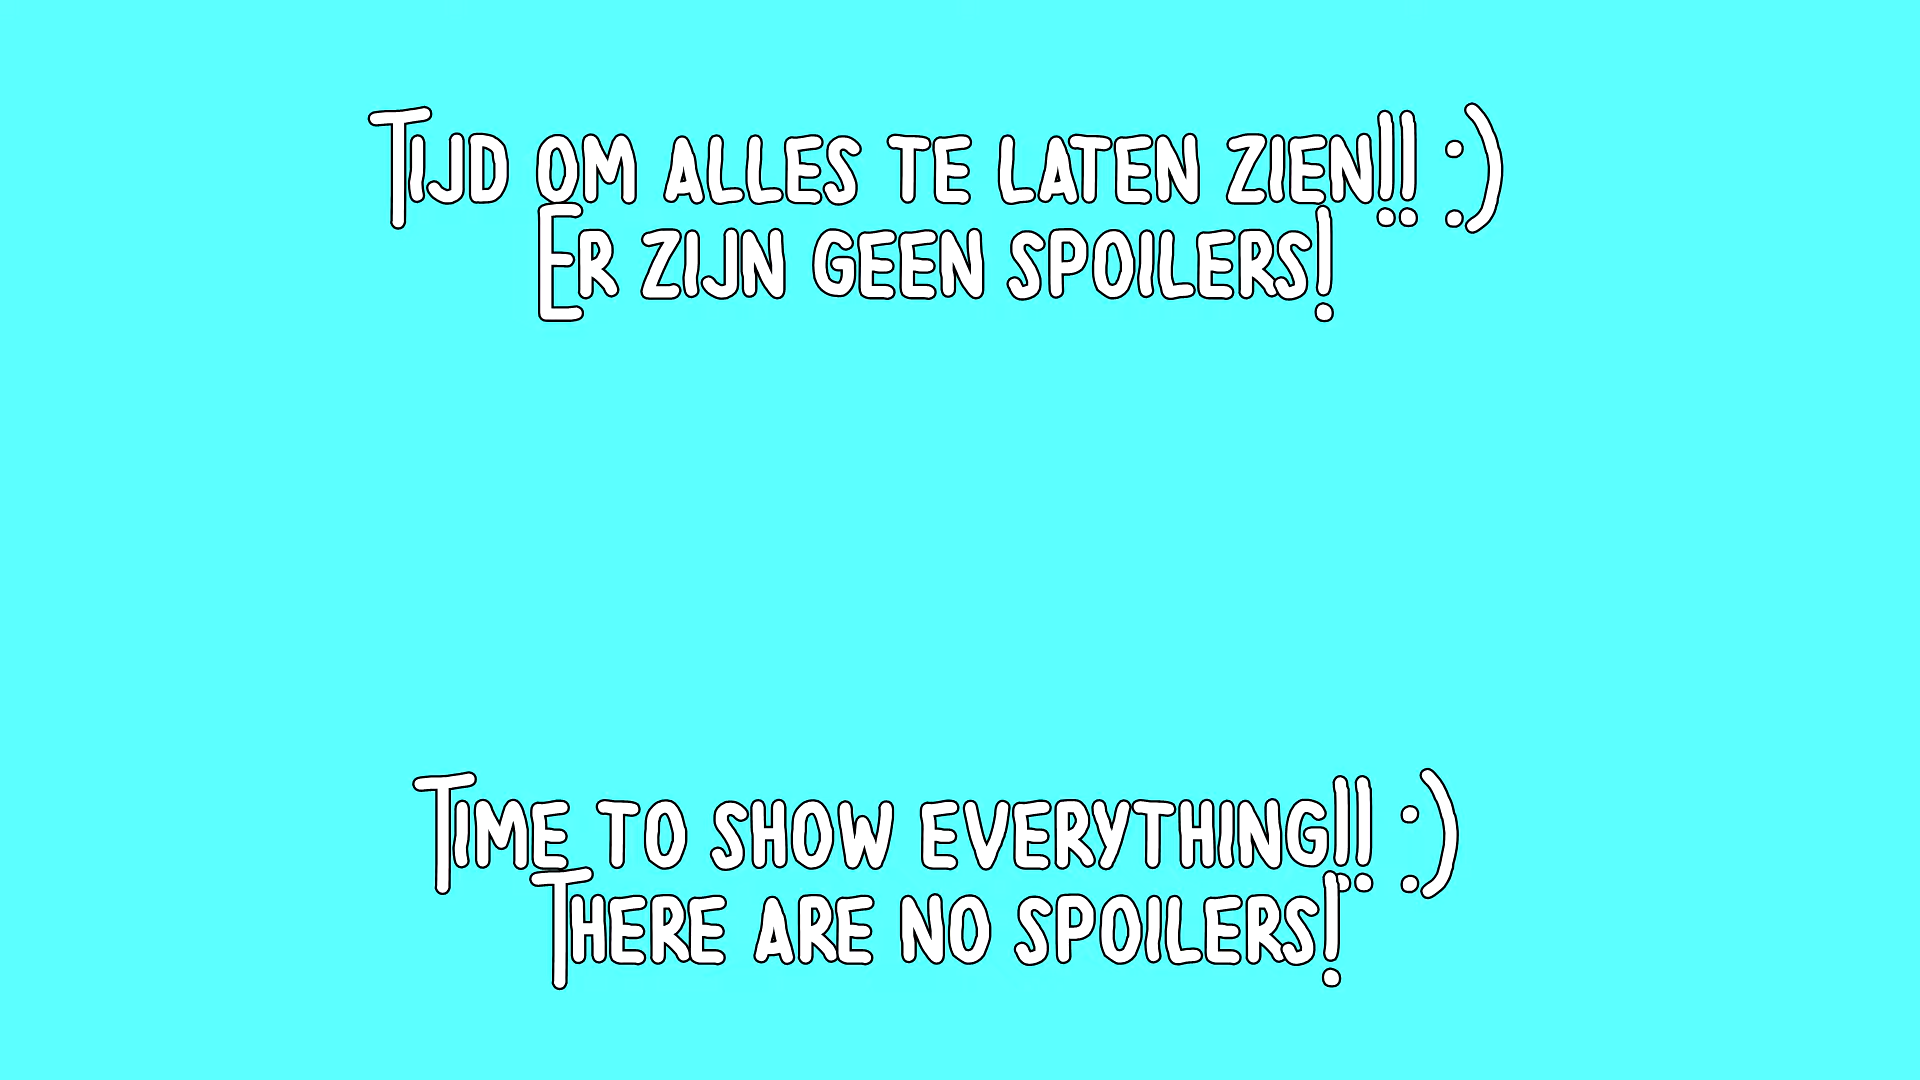 Tijd om alles te laten zien!! :)
Er zijn geen spoilers!
Time to show everything!! :)
There are no spoilers!